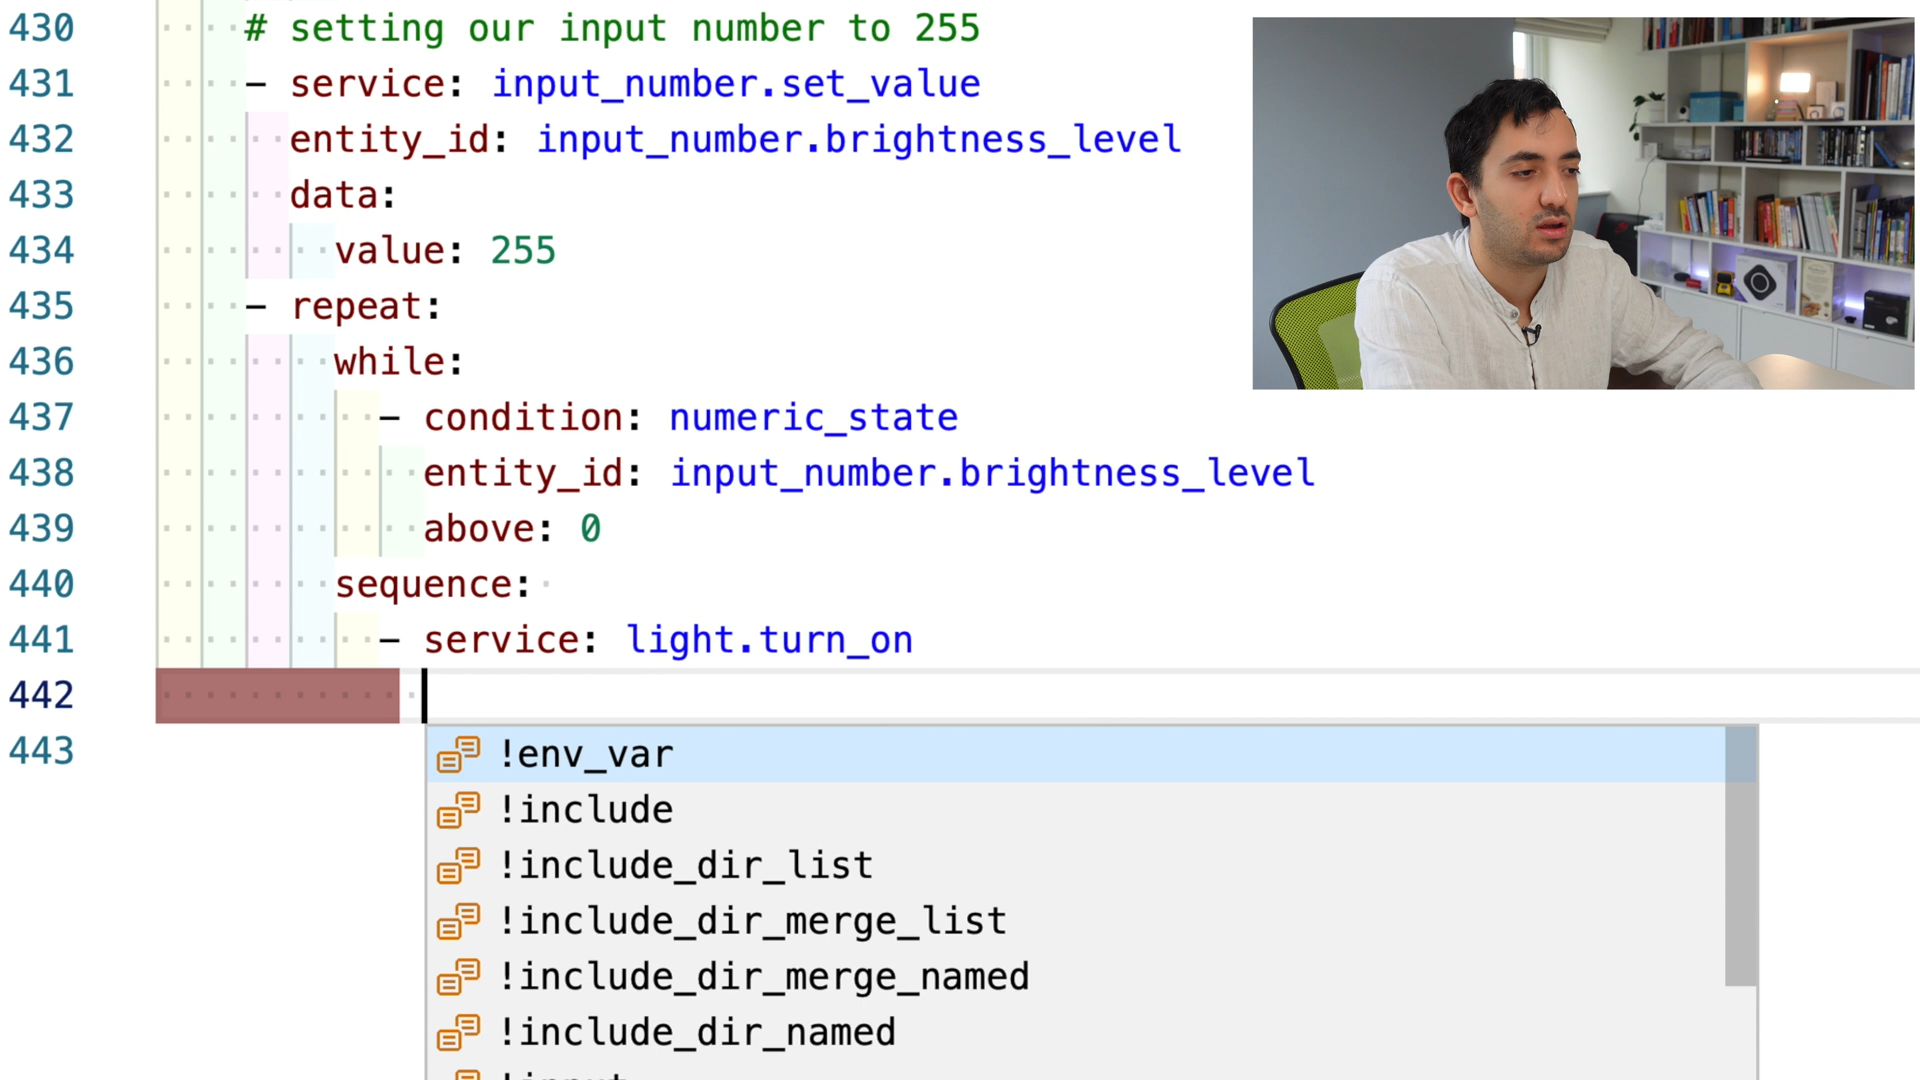 430 # setting our input number to 255
431 - service: input_number.set_value
432 entity_id: input_number.brightness_level
433 data:
434 value: 255
435 - repeat:
436 while:
437 - condition: numeric_state
438 entity_id: input_number.brightness_level
439 above: 0
440 sequence:
441 - service: light.turn_on
442
443
!env_var
!include
!include_dir_list
!include_dir_merge_list
!include_dir_merge_named
!include_dir_named